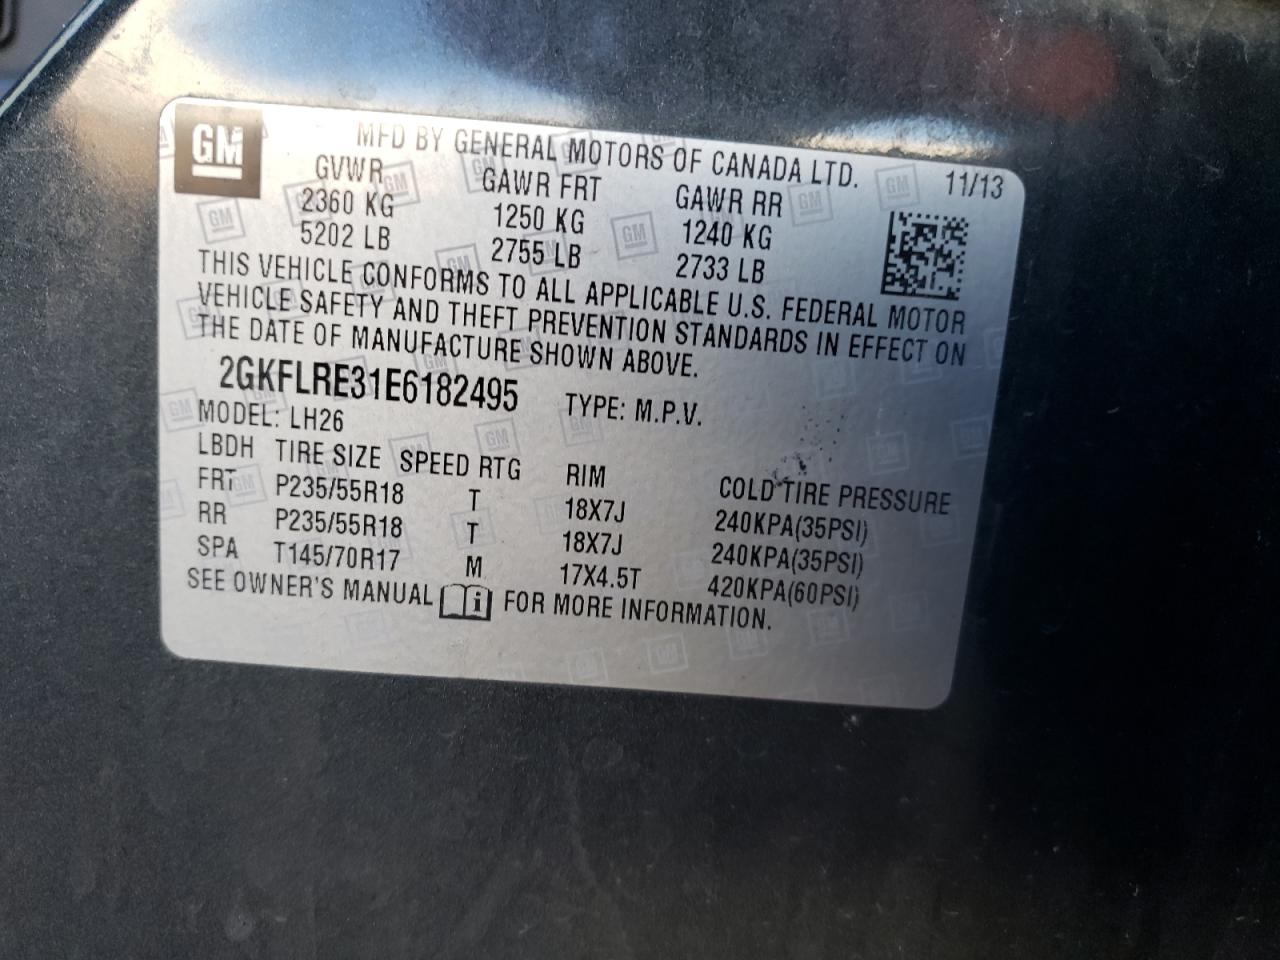 GM
MFD BY GENERAL MOTORS OF CANADA LTD. 11/13
GVWR GAWR FRT GAWR RR
2360 KG 1250 KG 1240 KG
5202 LB 2755 LB 2733 LB
THIS VEHICLE CONFORMS TO ALL APPLICABLE U.S. FEDERAL MOTOR
VEHICLE SAFETY AND THEFT PREVENTION STANDARDS IN EFFECT ON
THE DATE OF MANUFACTURE SHOWN ABOVE.
2GKFLRE31E6182495 TYPE: M.P.V.
MODEL: LH26
LBDH TIRE SIZE SPEED RTG RIM COLD TIRE PRESSURE
FRT P235/55R18 T 18X7J 240KPA(35PSI)
RR P235/55R18 T 18X7J 240KPA(35PSI)
SPA T145/70R17 M 17X4.5T 420KPA(60PSI)
SEE OWNER'S MANUAL i FOR MORE INFORMATION.